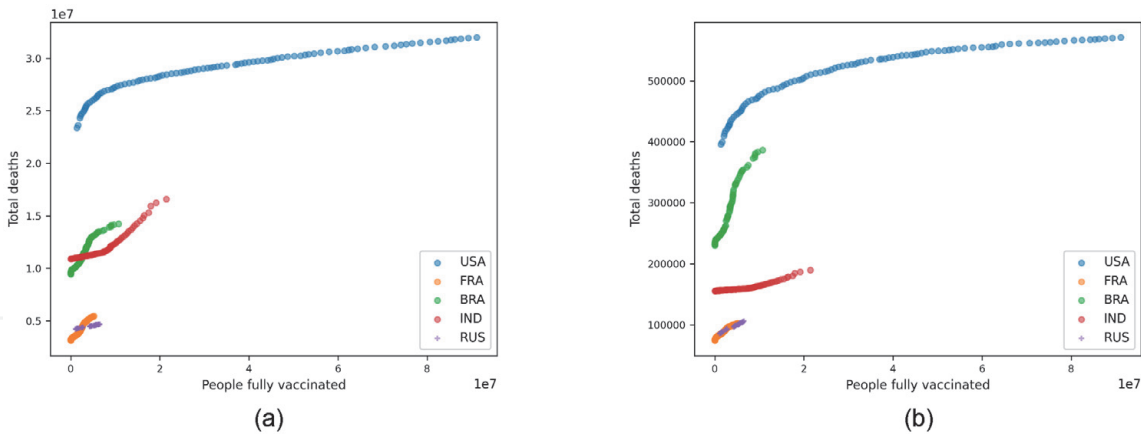 1e7
3.0
2.5
2.0
1.5
1.0
0.5
Total deaths
0
2
4
6
8
1e7
People fully vaccinated
USA
FRA
BRA
IND
RUS
(a)
500000
400000
300000
200000
100000
Total deaths
0
2
4
6
8
1e7
People fully vaccinated
USA
FRA
BRA
IND
RUS
(b)